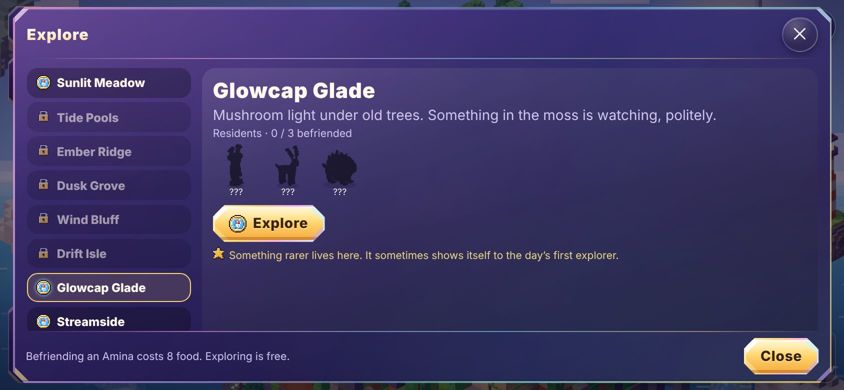 Explore
Sunlit Meadow
Tide Pools
Ember Ridge
Dusk Grove
Wind Bluff
Drift Isle
Glowcap Glade
Streamside
Glowcap Glade
Mushroom light under old trees. Something in the moss is watching, politely.
Residents · 0 / 3 befriended
??? ??? ???
Explore
Something rarer lives here. It sometimes shows itself to the day's first explorer.
Befriending an Amina costs 8 food. Exploring is free.
Close